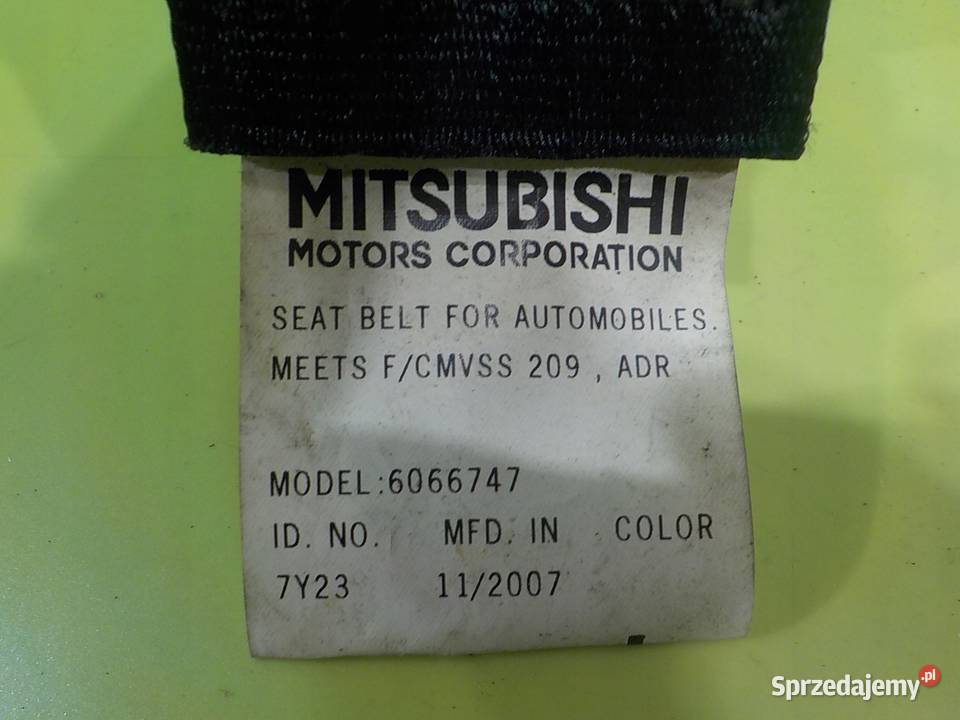 MITSUBISHI
MOTORS CORPORATION
SEAT BELT FOR AUTOMOBILES.
MEETS F/CMVSS 209 , ADR
MODEL:6066747
ID. NO. MFD. IN COLOR
7Y23 11/2007
Sprzedajemy.pl